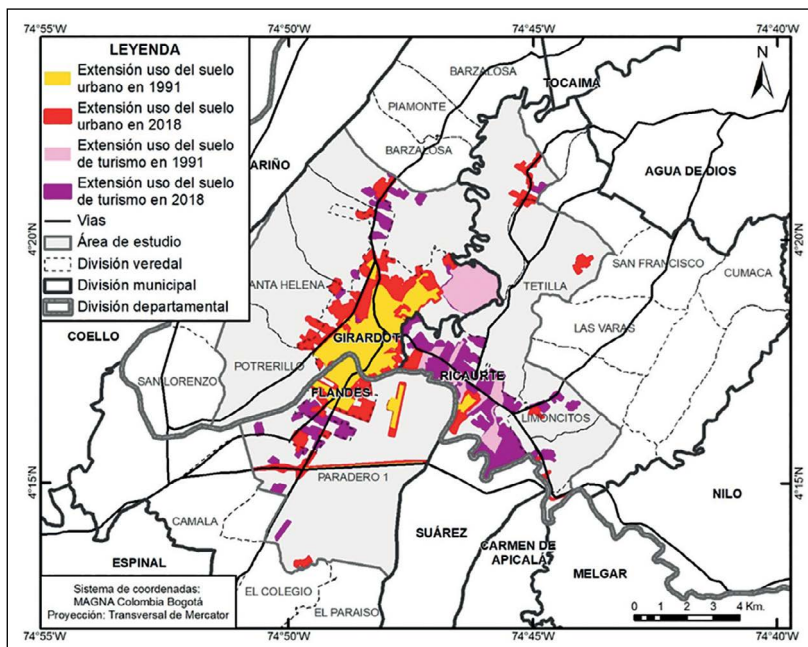 74°55'W 74°50'W 74°45'W 74°40'W
LEYENDA
Extensión uso del suelo
urbano en 1991
Extensión uso del suelo
urbano en 2018
Extensión uso del suelo
de turismo en 1991
Extensión uso del suelo
de turismo en 2018
Vias
Área de estudio
División veredal
División municipal
División departamental
N
BARZALOSA
TOCAIMA
PIAMONTE
BARZALOSA
ARIÑO
AGUA DE DIOS
4°20'N 4°20'N
SAN FRANCISCO
CUMACA
ANTA HELENA
TETILLA
COELLO
GIRARDOT
LAS VARAS
POTRERILLO
RICAURTE
SAN LORENZO
FLANDES
LIMONCITOS
4°15'N 4°15'N
PARADERO 1
NILO
CAMALA
SUÁREZ
CARMEN DE
APICALÁ
ESPINAL
MELGAR
EL COLEGIO
EL PARAISO
Sistema de coordenadas:
MAGNA Colombia Bogotá
Proyección: Transversal de Mercator
0 1 2 3 4 Km.
74°55'W 74°50'W 74°45'W 74°40'W